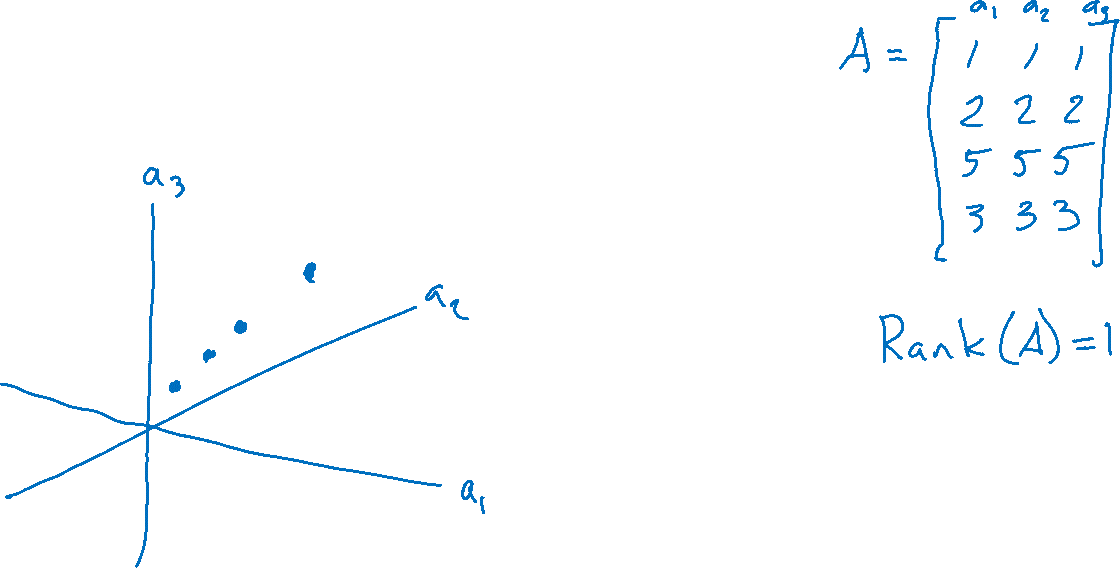 a₁ a₂ a₃
A = [ 1 1 1
2 2 2
5 5 5
3 3 3 ]
Rank(A)=1
a₃
a₂
a₁